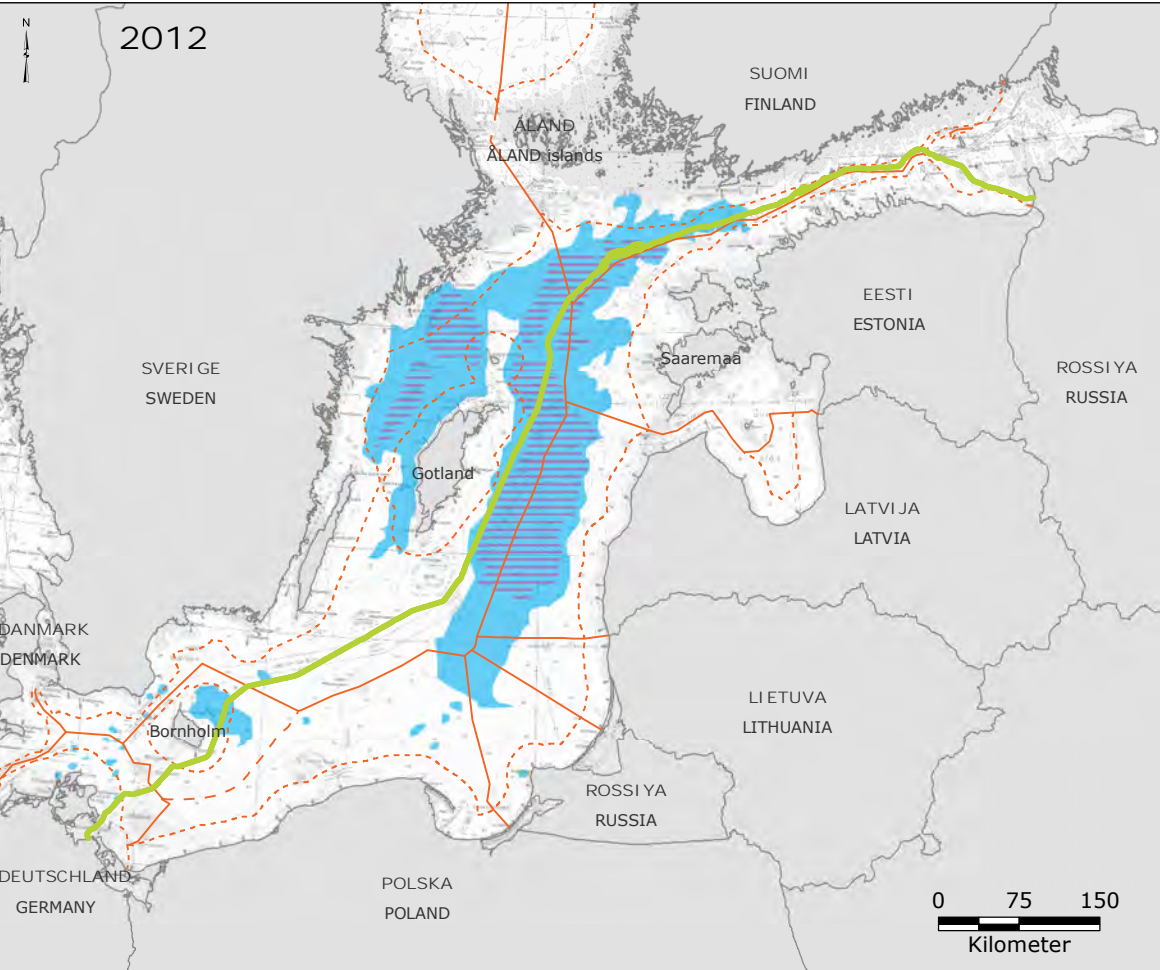 N
2012
SUOMI
FINLAND
ÅLAND
ÅLAND islands
EESTI
ESTONIA
Saaremaa
ROSSIYA
RUSSIA
SVERIGE
SWEDEN
Gotland
LATVIJA
LATVIA
DANMARK
DENMARK
LIETUVA
LITHUANIA
Bornholm
ROSSIYA
RUSSIA
DEUTSCHLAND
GERMANY
POLSKA
POLAND
0 75 150
Kilometer